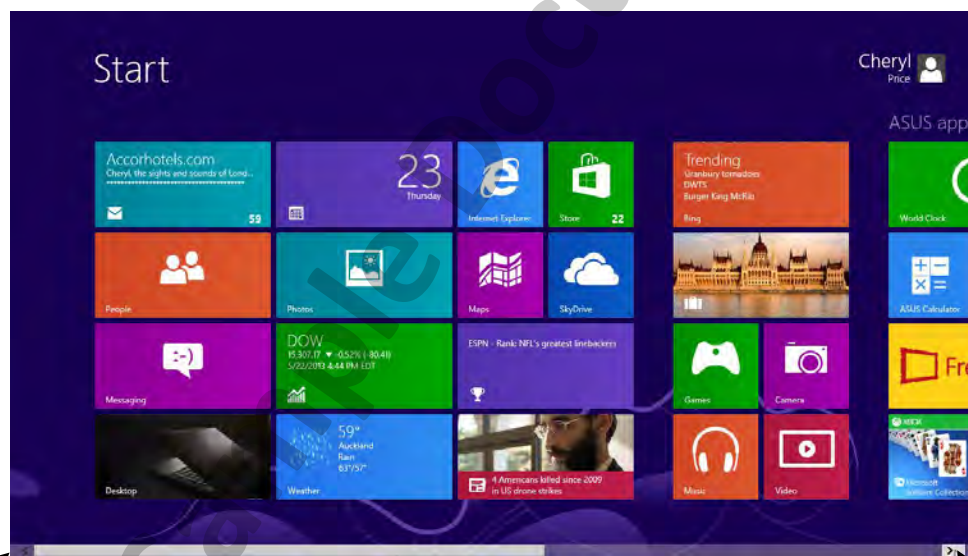 Start
Cheryl
Price
ASUS app
Accorhotels.com
Cheryl, the sights and sounds of Lond...
59
23
Thursday
Internet Explorer
Store
22
Trending
Granbury tornadoes
DWTS
Burger King McRib
Bing
World Clock
People
Photos
Maps
SkyDrive
ASUS Calculator
Messaging
DOW
15,307.17 ▼ -0.52% (-80.41)
5/22/2013 4:44 PM EDT
ESPN - Rank: NFL's greatest linebackers
Games
Camera
Fre
Desktop
59°
Auckland
Rain
63°/57°
Weather
4 Americans killed since 2009
in US drone strikes
Music
Video
XBOX
Microsoft
Solitaire Collection
Sample Doc